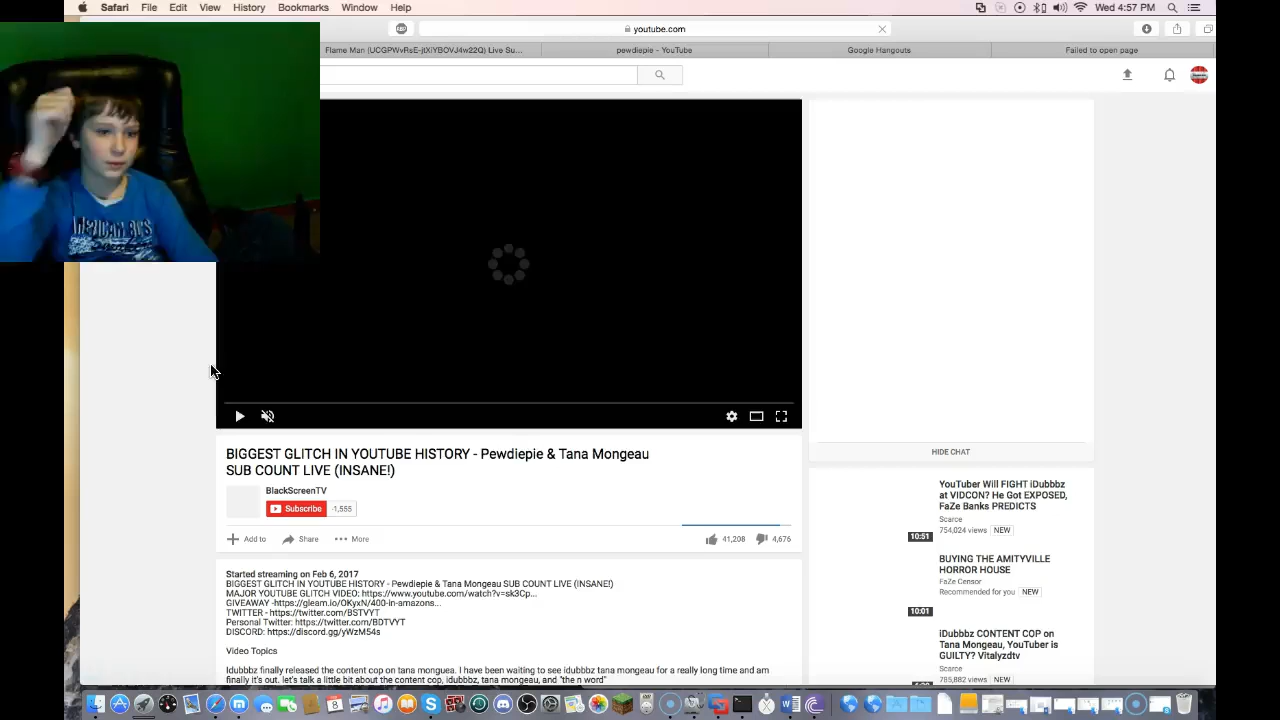 Safari File Edit View History Bookmarks Window Help Wed 4:57 PM
youtube.com
Flame Man (UCGPWvRsE-jtXiYBOVJ4w22Q) Live Su... pewdiepie - YouTube Google Hangouts Failed to open page
HIDE CHAT
BIGGEST GLITCH IN YOUTUBE HISTORY - Pewdiepie & Tana Mongeau
SUB COUNT LIVE (INSANE!)
BlackScreenTV
Subscribe -1,555
Add to Share More 41,208 4,676
Started streaming on Feb 6, 2017
BIGGEST GLITCH IN YOUTUBE HISTORY - Pewdiepie & Tana Mongeau SUB COUNT LIVE (INSANE!)
MAJOR YOUTUBE GLITCH VIDEO: https://www.youtube.com/watch?v=sk3Cp...
GIVEAWAY -https://gleam.io/OKyxN/400-in-amazons...
TWITTER - https://twitter.com/BSTVYT
Personal Twitter: https://twitter.com/BDTVYT
DISCORD: https://discord.gg/yWzM54s
Video Topics
Idubbbz finally released the content cop on tana monguea. I have been waiting to see idubbbz tana mongeau for a really long time and am
finally it's out. let's talk a little bit about the content cop, idubbbz, tana mongeau, and "the n word"
YouTuber Will FIGHT iDubbbz
at VIDCON? He Got EXPOSED,
FaZe Banks PREDICTS
Scarce
754,024 views NEW
10:51
BUYING THE AMITYVILLE
HORROR HOUSE
FaZe Censor
Recommended for you NEW
10:01
iDubbbz CONTENT COP on
Tana Mongeau, YouTuber is
GUILTY? Vitalyzdtv
Scarce
785,882 views NEW